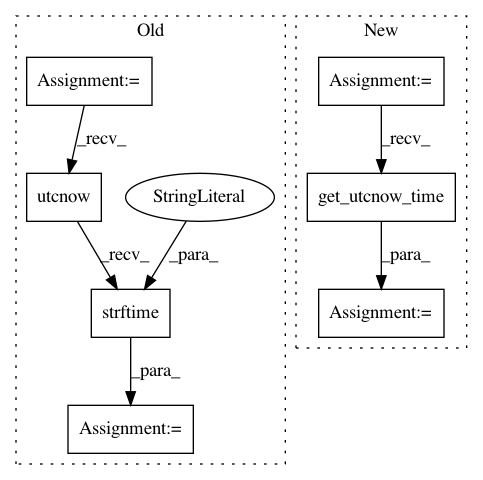 Old
New
Assignment:=
Assignment:=
_recv_
_recv_
utcnow
StringLiteral
get_utcnow_time
_recv_
_para_
_para_
strftime
Assignment:=
_para_
Assignment:=